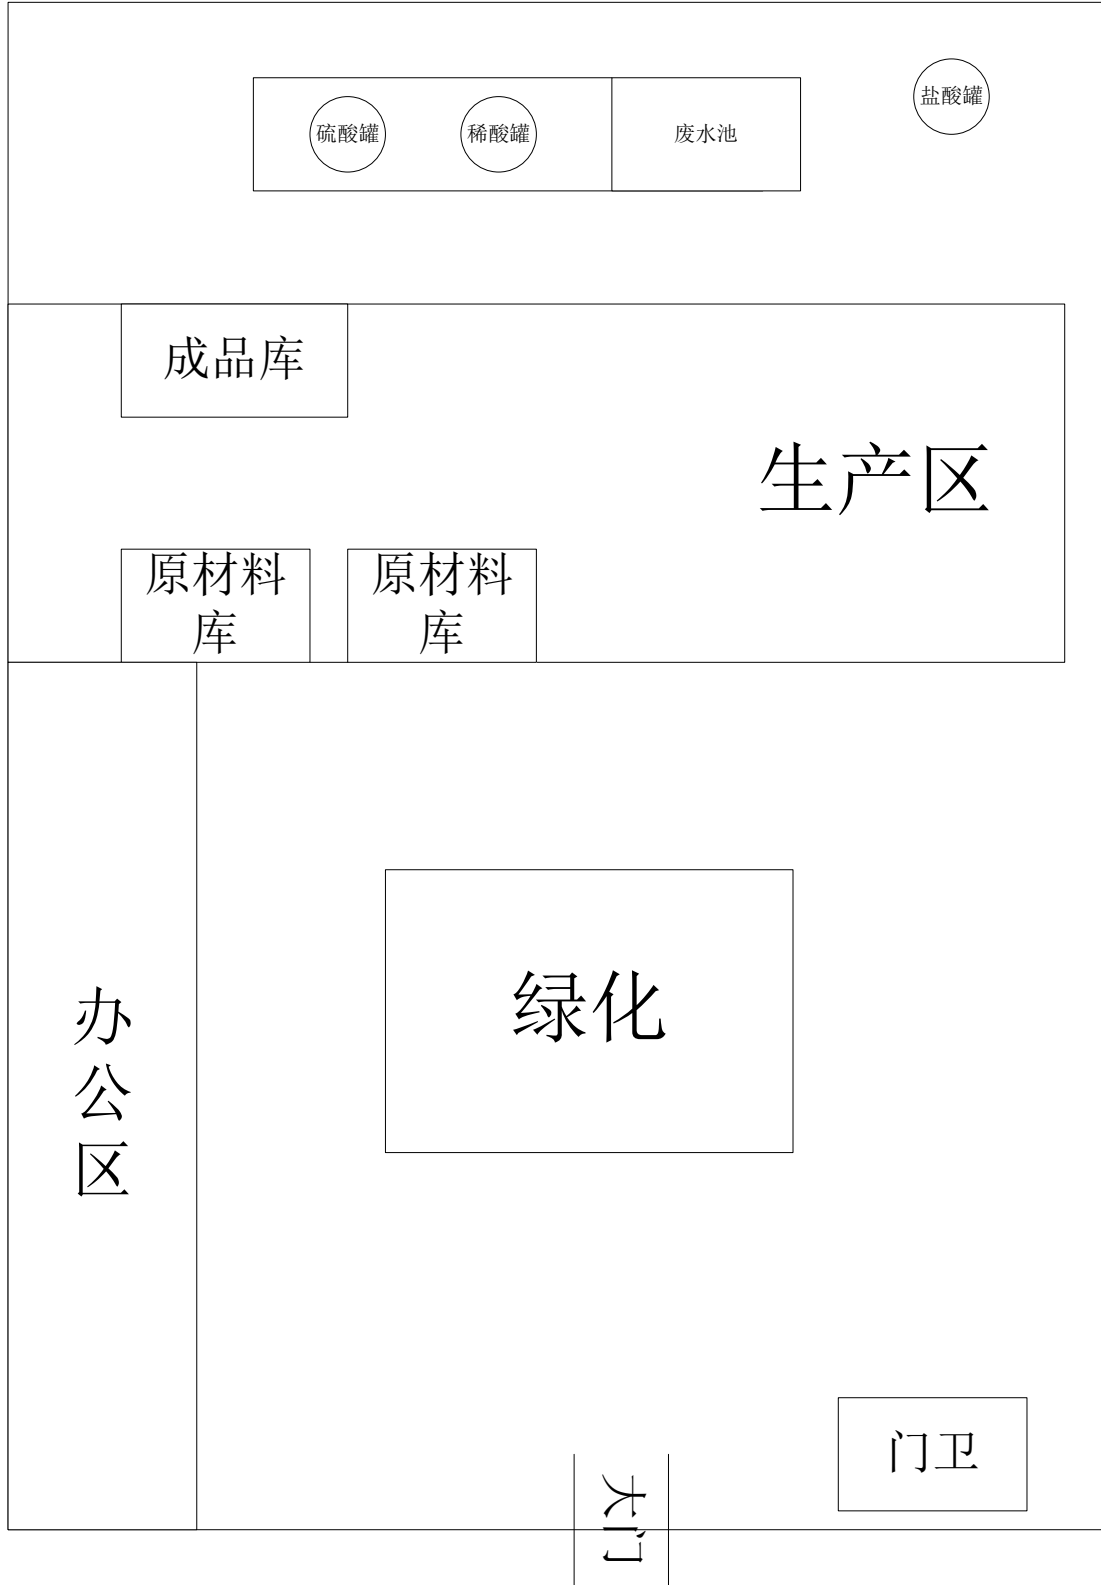 盐酸罐
硫酸罐
稀酸罐
废水池
成品库
生产区
原材料
库
原材料
库
绿化
办
公
区
门卫
大门